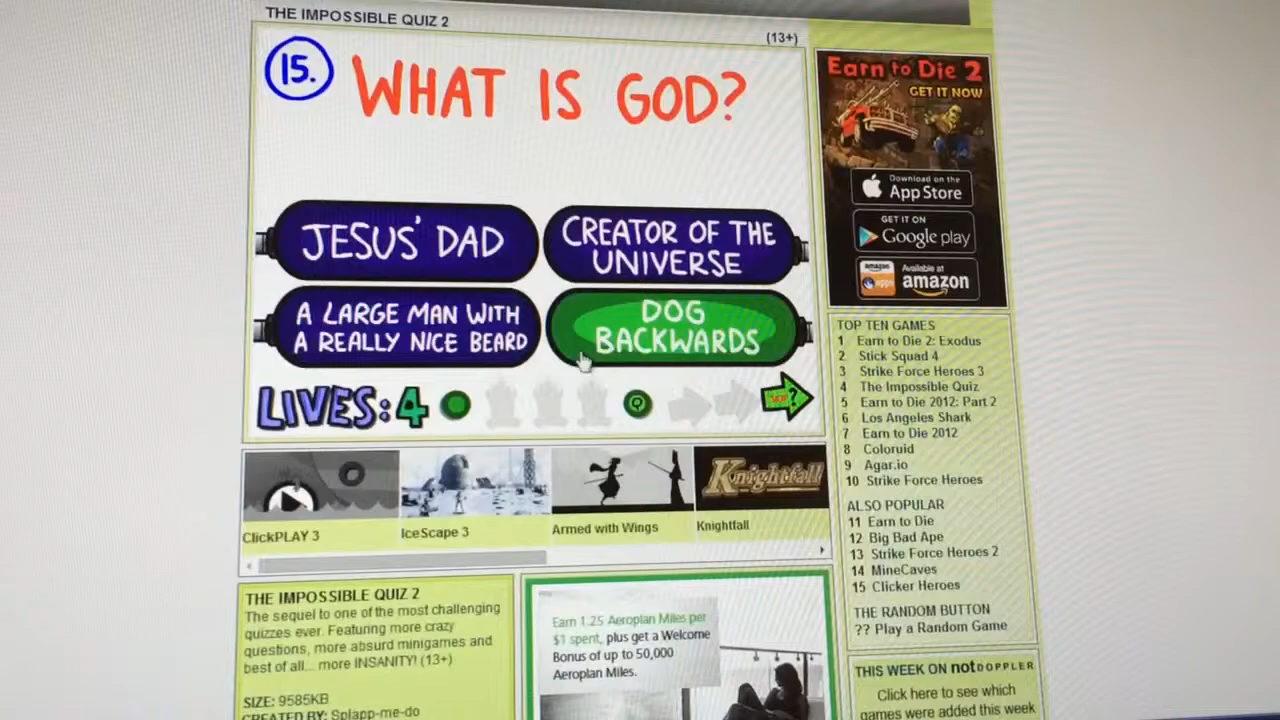 THE IMPOSSIBLE QUIZ 2
(13+)
15. WHAT IS GOD?
JESUS' DAD
CREATOR OF THE
UNIVERSE
A LARGE MAN WITH
A REALLY NICE BEARD
DOG
BACKWARDS
LIVES: 4
SKIP?
ClickPLAY 3
IceScape 3
Armed with Wings
Knightfall
Knightfall
THE IMPOSSIBLE QUIZ 2
The sequel to one of the most challenging
quizzes ever. Featuring more crazy
questions, more absurd minigames and
best of all... more INSANITY! (13+)
SIZE: 9585KB
CREATED BY: Splapp-me-do
Earn 1.25 Aeroplan Miles per
$1 spent, plus get a Welcome
Bonus of up to 50,000
Aeroplan Miles.
Earn to Die 2
GET IT NOW
Download on the
App Store
GET IT ON
Google play
amazon
apps
Available at
amazon
TOP TEN GAMES
1 Earn to Die 2: Exodus
2 Stick Squad 4
3 Strike Force Heroes 3
4 The Impossible Quiz
5 Earn to Die 2012: Part 2
6 Los Angeles Shark
7 Earn to Die 2012
8 Coloruid
9 Agar.io
10 Strike Force Heroes
ALSO POPULAR
11 Earn to Die
12 Big Bad Ape
13 Strike Force Heroes 2
14 MineCaves
15 Clicker Heroes
THE RANDOM BUTTON
?? Play a Random Game
THIS WEEK ON notDOPPLER
Click here to see which
games were added this week